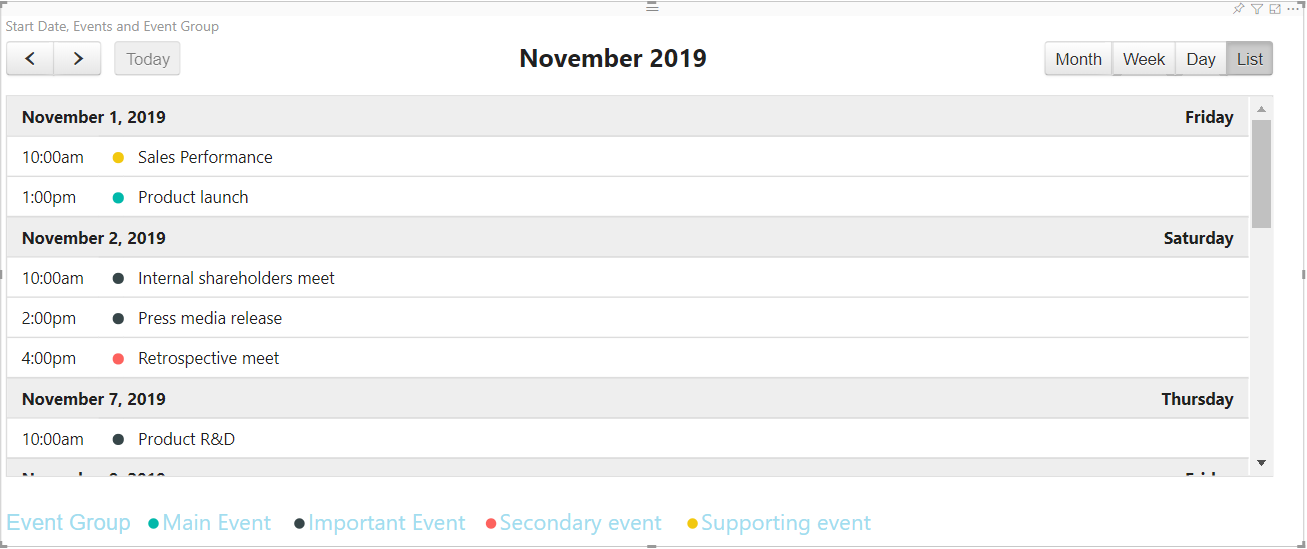 Start Date, Events and Event Group
Today
November 2019
Month Week Day List
November 1, 2019 Friday
10:00am Sales Performance
1:00pm Product launch
November 2, 2019 Saturday
10:00am Internal shareholders meet
2:00pm Press media release
4:00pm Retrospective meet
November 7, 2019 Thursday
10:00am Product R&D
Event Group Main Event Important Event Secondary event Supporting event